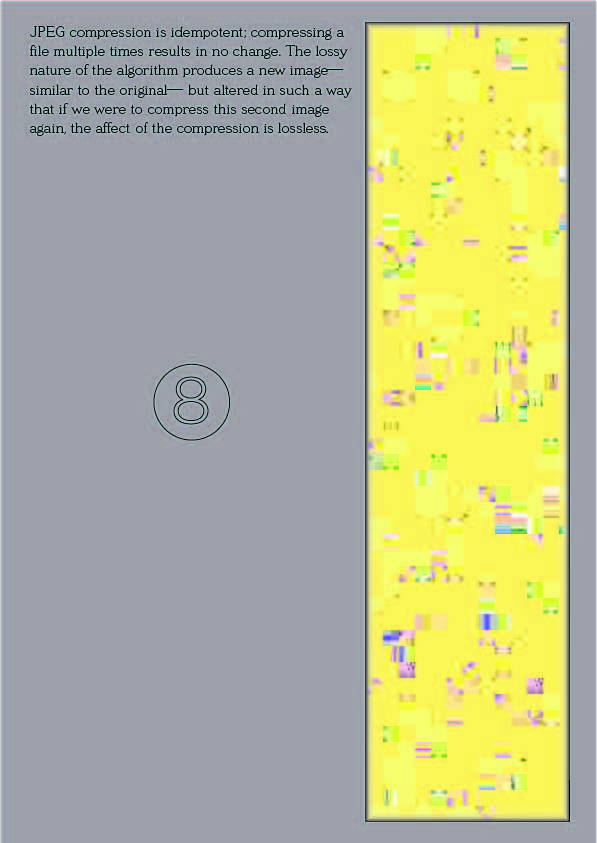 JPEG compression is idempotent; compressing a
file multiple times results in no change. The lossy
nature of the algorithm produces a new image—
similar to the original— but altered in such a way
that if we were to compress this second image
again, the affect of the compression is lossless.
8